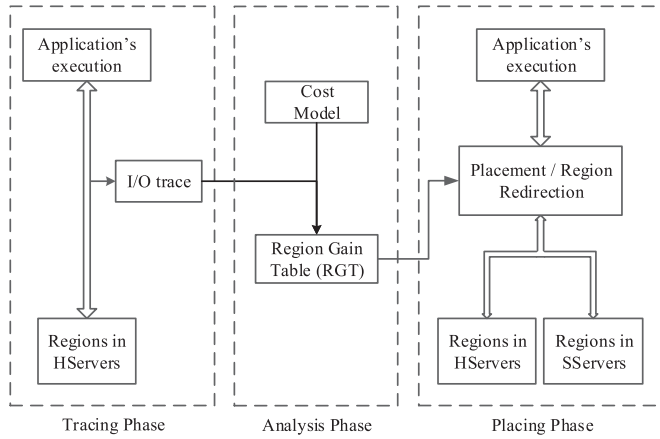 Application’s
execution
I/O trace
Regions in
HServers
Tracing Phase
Cost
Model
Region Gain
Table (RGT)
Analysis Phase
Application’s
execution
Placement / Region
Redirection
Regions in
HServers
Regions in
SServers
Placing Phase